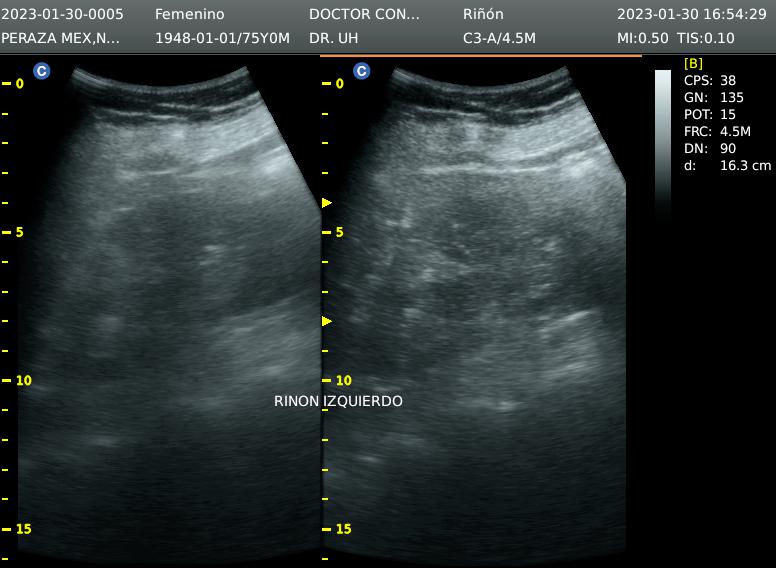 2023-01-30-0005 Femenino DOCTOR CON... Riñón 2023-01-30 16:54:29
PERAZA MEX,N... 1948-01-01/75Y0M DR. UH C3-A/4.5M MI:0.50 TIS:0.10
C C
[B]
CPS: 38
GN: 135
POT: 15
FRC: 4.5M
DN: 90
d: 16.3 cm
0 0
5 5
10 10
RINON IZQUIERDO
15 15